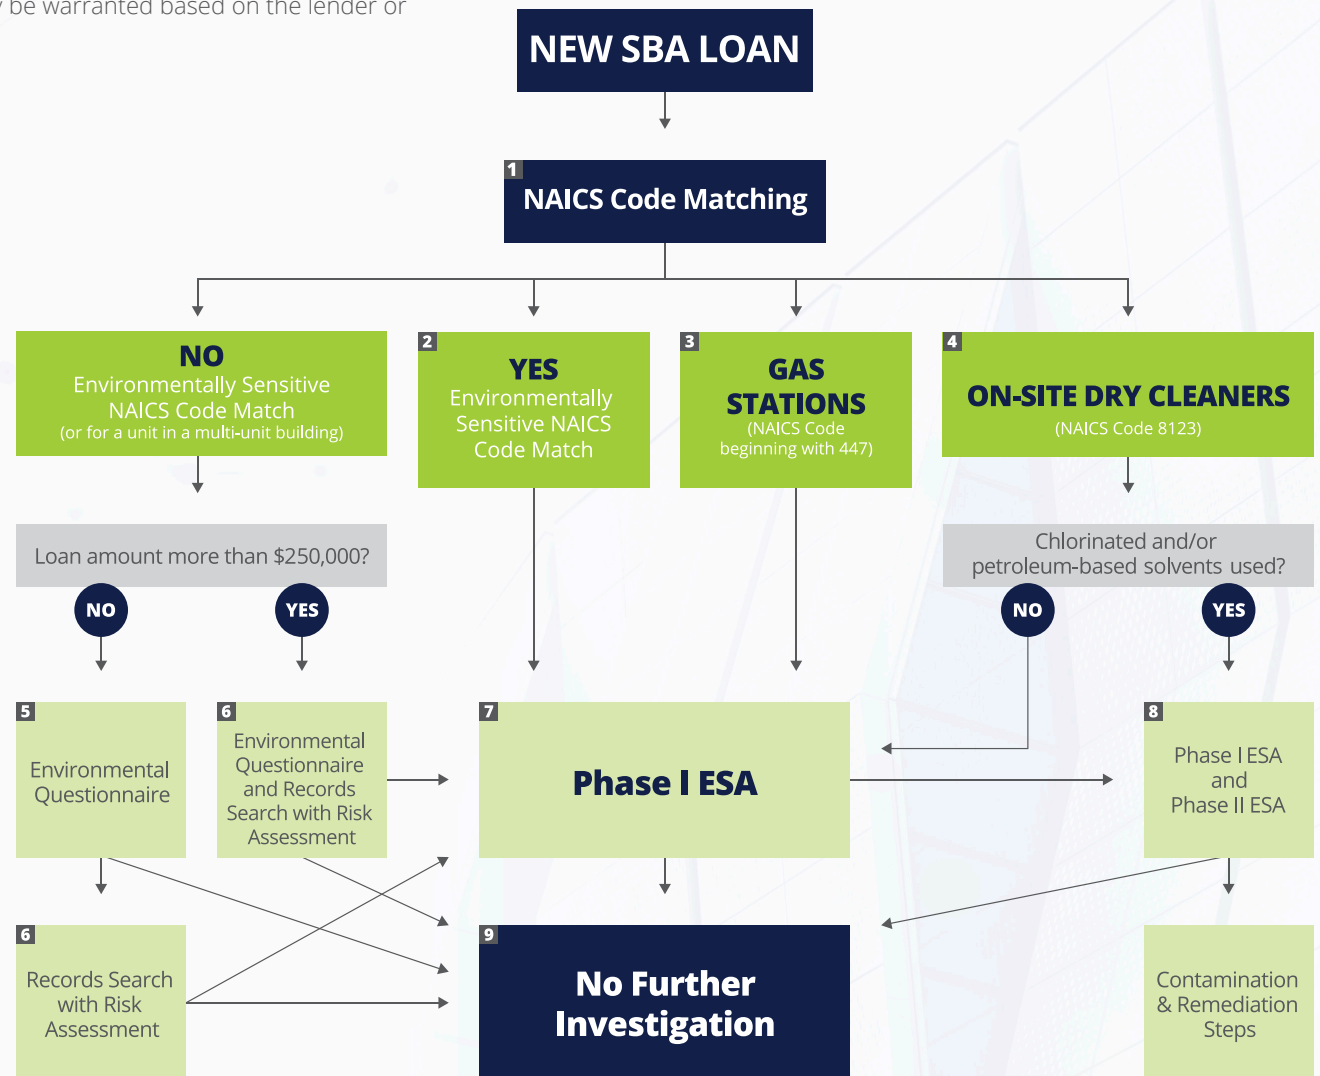 be warranted based on the lender or
NEW SBA LOAN
1
NAICS Code Matching
NO
Environmentally Sensitive
NAICS Code Match
(or for a unit in a multi-unit building)
2
YES
Environmentally
Sensitive NAICS
Code Match
3
GAS
STATIONS
(NAICS Code
beginning with 447)
4
ON-SITE DRY CLEANERS
(NAICS Code 8123)
Loan amount more than $250,000?
NO
YES
Chlorinated and/or
petroleum-based solvents used?
NO
YES
5
Environmental
Questionnaire
6
Environmental
Questionnaire
and Records
Search with Risk
Assessment
7
Phase I ESA
8
Phase I ESA
and
Phase II ESA
6
Records Search
with Risk
Assessment
9
No Further
Investigation
Contamination
& Remediation
Steps